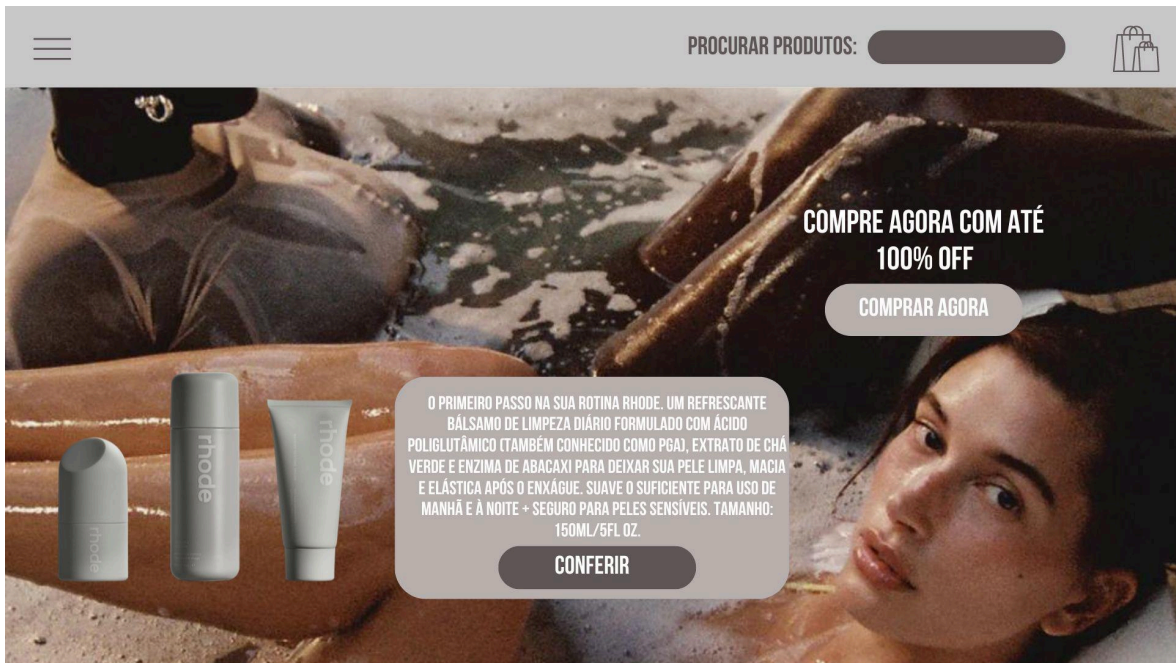 PROCURAR PRODUTOS:
COMPRE AGORA COM ATÉ
100% OFF
COMPRAR AGORA
rhode
rhode
rhode
O PRIMEIRO PASSO NA SUA ROTINA RHODE. UM REFRESCANTE
BÁLSAMO DE LIMPEZA DIÁRIO FORMULADO COM ÁCIDO
POLIGLUTÂMICO (TAMBÉM CONHECIDO COMO PGA), EXTRATO DE CHÁ
VERDE E ENZIMA DE ABACAXI PARA DEIXAR SUA PELE LIMPA, MACIA
E ELÁSTICA APÓS O ENXÁGUE. SUAVE O SUFICIENTE PARA USO DE
MANHÃ E À NOITE + SEGURO PARA PELES SENSÍVEIS. TAMANHO:
150ML/5FL OZ.
CONFERIR